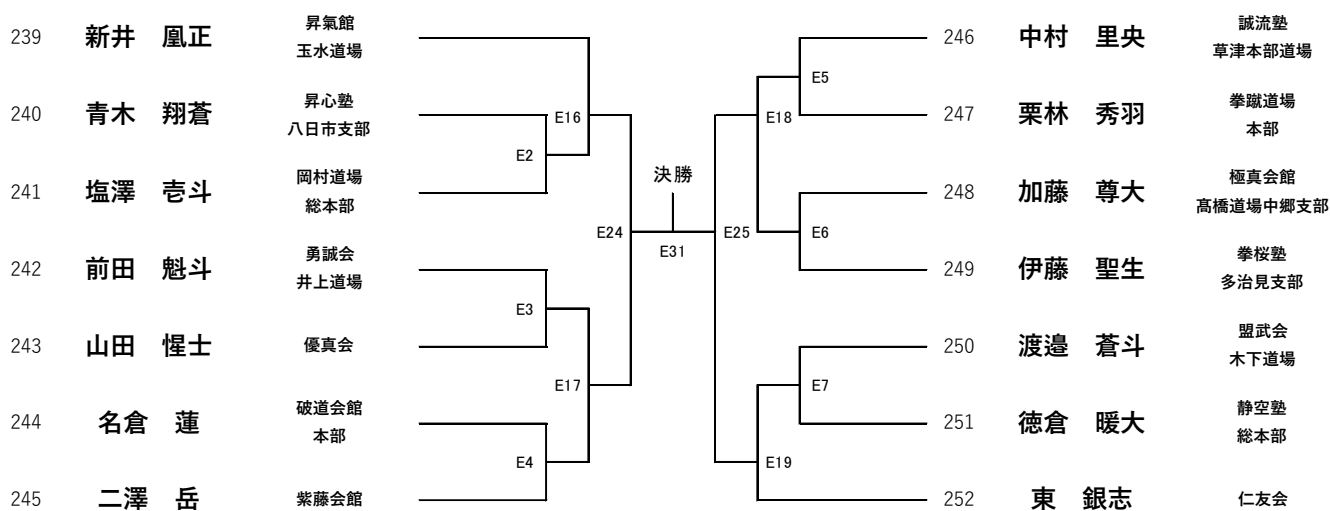 239 新井 凰正 昇氣館
玉水道場
240 青木 翔蒼 昇心塾
八日市支部
241 塩澤 壱斗 岡村道場
総本部
242 前田 魁斗 勇誠会
井上道場
243 山田 惺士 優真会
244 名倉 蓮 破道会館
本部
245 二澤 岳 紫藤会館
E16
E2
E24
E3
E17
E4
決勝
E31
E5
E18
E25
E6
E7
E19
246 中村 里央 誠流塾
草津本部道場
247 栗林 秀羽 拳蹴道場
本部
248 加藤 尊大 極真会館
髙橋道場中郷支部
249 伊藤 聖生 拳桜塾
多治見支部
250 渡邉 蒼斗 盟武会
木下道場
251 徳倉 暖大 静空塾
総本部
252 東 銀志 仁友会